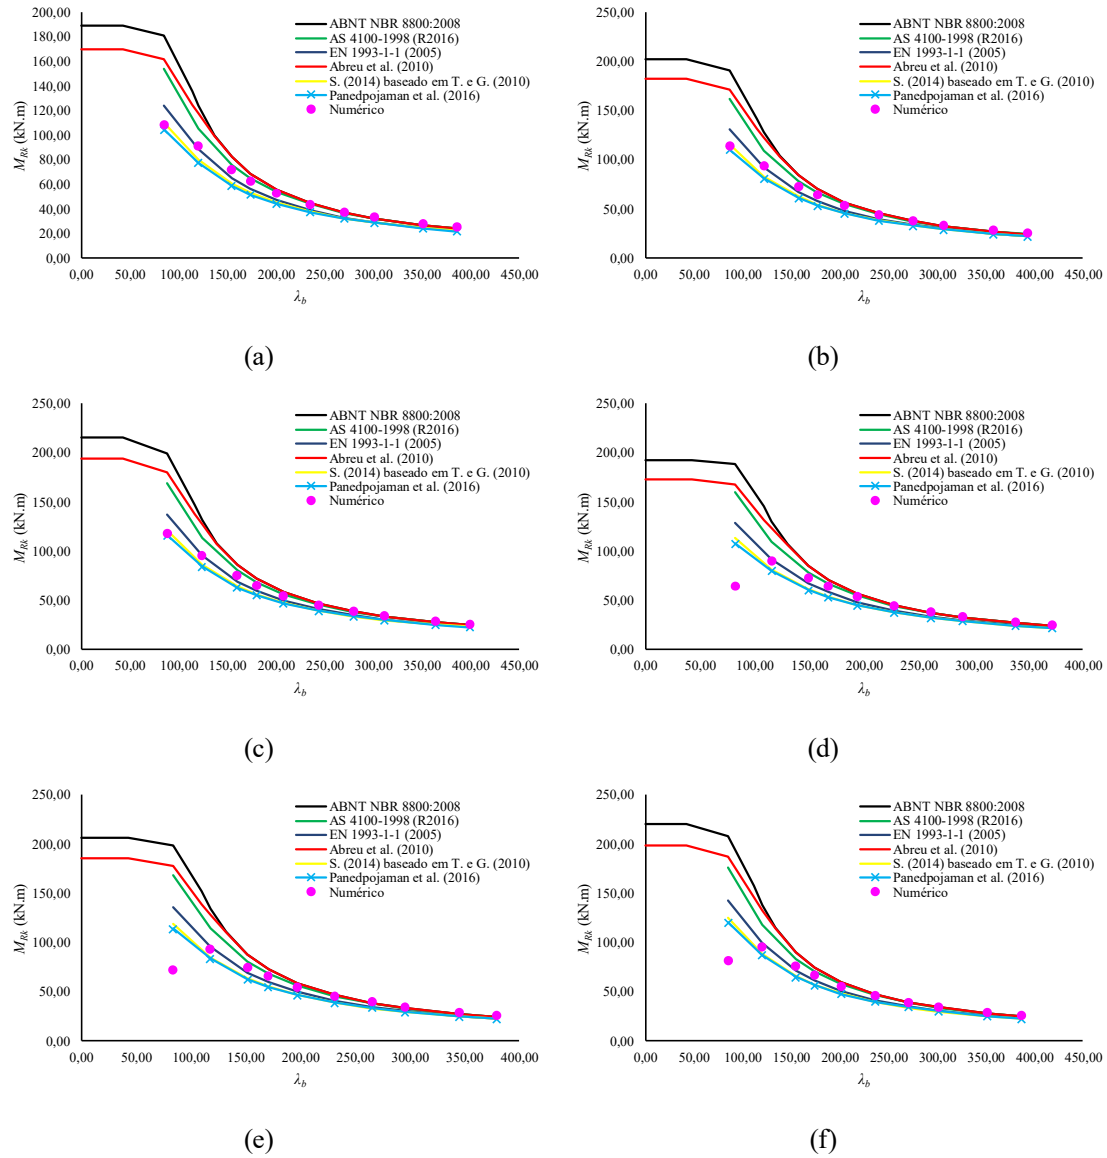 200,00
180,00
160,00
140,00
120,00
100,00
80,00
60,00
40,00
20,00
0,00
M_Rk (kN.m)
0,00 50,00 100,00 150,00 200,00 250,00 300,00 350,00 400,00 450,00
λ_b
ABNT NBR 8800:2008
AS 4100-1998 (R2016)
EN 1993-1-1 (2005)
Abreu et al. (2010)
S. (2014) baseado em T. e G. (2010)
Panedpojaman et al. (2016)
Numérico
(a)
250,00
200,00
150,00
100,00
50,00
0,00
M_Rk (kN.m)
0,00 50,00 100,00 150,00 200,00 250,00 300,00 350,00 400,00 450,00
λ_b
ABNT NBR 8800:2008
AS 4100-1998 (R2016)
EN 1993-1-1 (2005)
Abreu et al. (2010)
S. (2014) baseado em T. e G. (2010)
Panedpojaman et al. (2016)
Numérico
(b)
250,00
200,00
150,00
100,00
50,00
0,00
M_Rk (kN.m)
0,00 50,00 100,00 150,00 200,00 250,00 300,00 350,00 400,00 450,00
λ_b
ABNT NBR 8800:2008
AS 4100-1998 (R2016)
EN 1993-1-1 (2005)
Abreu et al. (2010)
S. (2014) baseado em T. e G. (2010)
Panedpojaman et al. (2016)
Numérico
(c)
250,00
200,00
150,00
100,00
50,00
0,00
M_Rk (kN.m)
0,00 50,00 100,00 150,00 200,00 250,00 300,00 350,00 400,00
λ_b
ABNT NBR 8800:2008
AS 4100-1998 (R2016)
EN 1993-1-1 (2005)
Abreu et al. (2010)
S. (2014) baseado em T. e G. (2010)
Panedpojaman et al. (2016)
Numérico
(d)
250,00
200,00
150,00
100,00
50,00
0,00
M_Rk (kN.m)
0,00 50,00 100,00 150,00 200,00 250,00 300,00 350,00 400,00
λ_b
ABNT NBR 8800:2008
AS 4100-1998 (R2016)
EN 1993-1-1 (2005)
Abreu et al. (2010)
S. (2014) baseado em T. e G. (2010)
Panedpojaman et al. (2016)
Numérico
(e)
250,00
200,00
150,00
100,00
50,00
0,00
M_Rk (kN.m)
0,00 50,00 100,00 150,00 200,00 250,00 300,00 350,00 400,00 450,00
λ_b
ABNT NBR 8800:2008
AS 4100-1998 (R2016)
EN 1993-1-1 (2005)
Abreu et al. (2010)
S. (2014) baseado em T. e G. (2010)
Panedpojaman et al. (2016)
Numérico
(f)